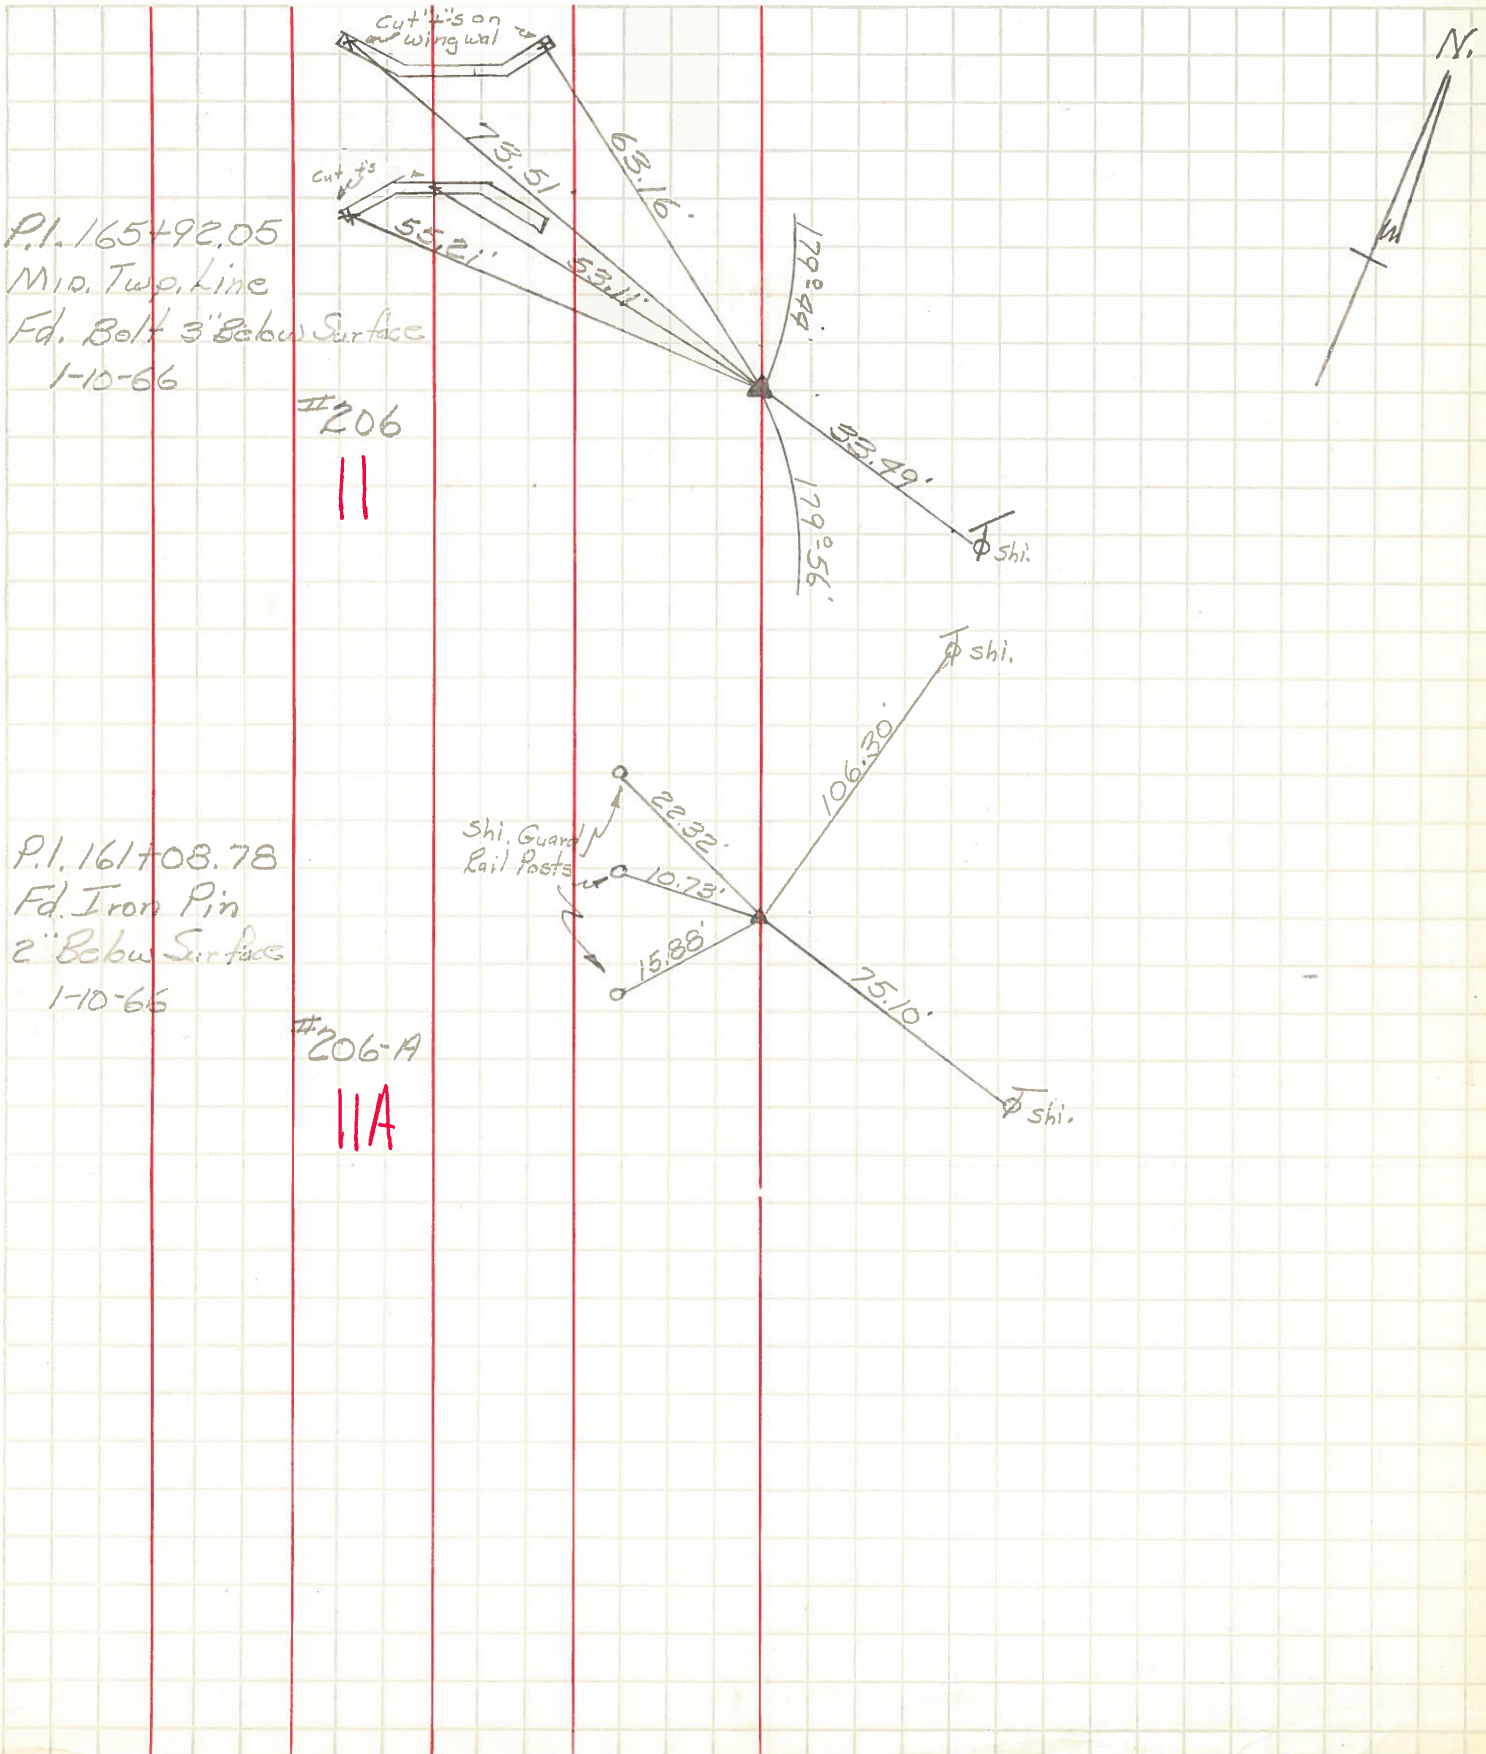 Cut "+"s on
wing wal
N.
73.51'
63.16'
Cut +'s
55.21'
53.11'
P.I. 165+92.05
Mid. Twp. Line
Fd. Bolt 3" Below Surface
1-10-66
#206
11
179°44'
33.49'
179°56'
shi.
shi.
106.30'
22.32'
Shi. Guard
Rail Posts
10.73'
15.88'
P.I. 161+08.78
Fd. Iron Pin
2" Below Surface
1-10-66
75.10'
#206-A
11A
shi.